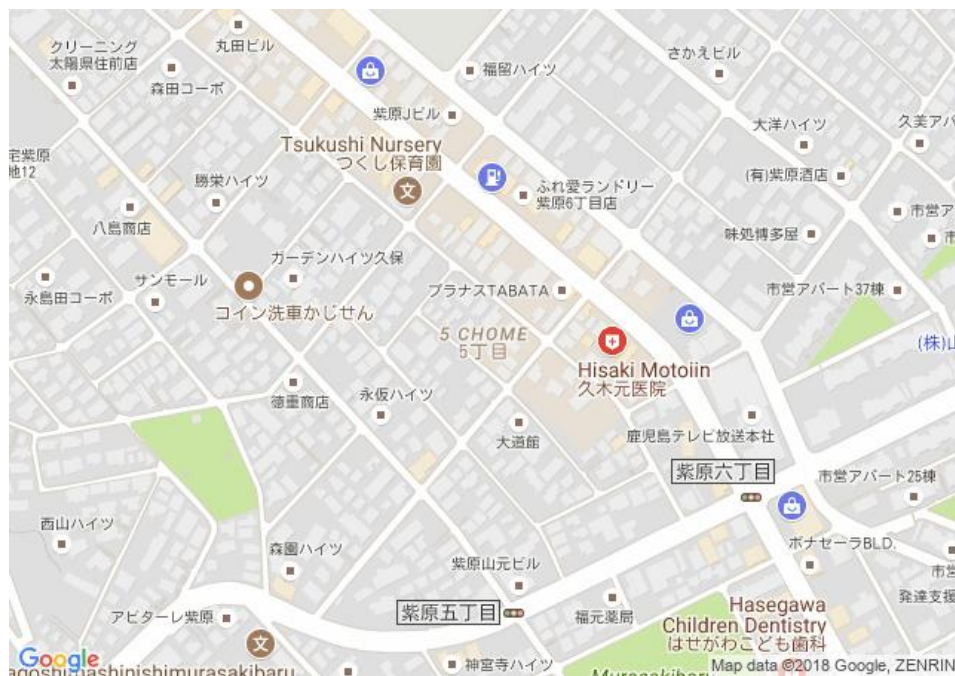 丸田ビル
クリーニング
太陽県住前店
森田コーポ
福留ハイツ
さかえビル
紫原Jビル
大洋ハイツ
久美アパ
Tsukushi Nursery
つくし保育園
宅紫原
地12
勝栄ハイツ
ふれ愛ランドリー
紫原6丁目店
(有)紫原酒店
八島商店
市営ア
味処博多屋
市
ガーデンハイツ久保
サンモール
永島田コーポ
コイン洗車かじせん
プラナスTABATA
市営アパート37棟
5 CHOME
5丁目
(株)山
Hisaki Motoiin
久木元医院
徳重商店
永仮ハイツ
大道館
鹿児島テレビ放送本社
紫原六丁目
市営アパート25棟
西山ハイツ
森園ハイツ
紫原山元ビル
ボナセーラBLD.
市営
発達支援
アビターレ紫原
紫原五丁目
福元薬局
Hasegawa
Children Dentistry
はせがわこども歯科
神宮寺ハイツ
Google
Map data ©2018 Google, ZENRIN